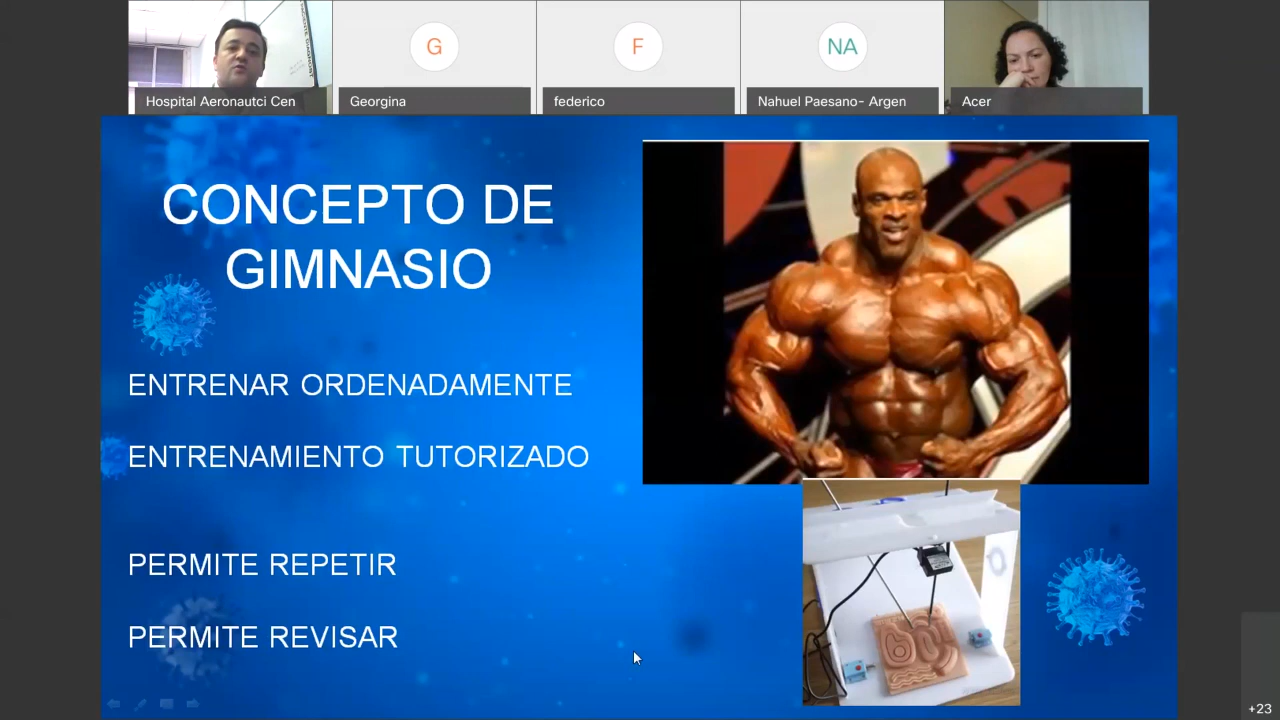 G
F
NA
Hospital Aeronautci Cen
Georgina
federico
Nahuel Paesano- Argen
Acer
CONCEPTO DE
GIMNASIO
ENTRENAR ORDENADAMENTE
ENTRENAMIENTO TUTORIZADO
PERMITE REPETIR
PERMITE REVISAR
+23